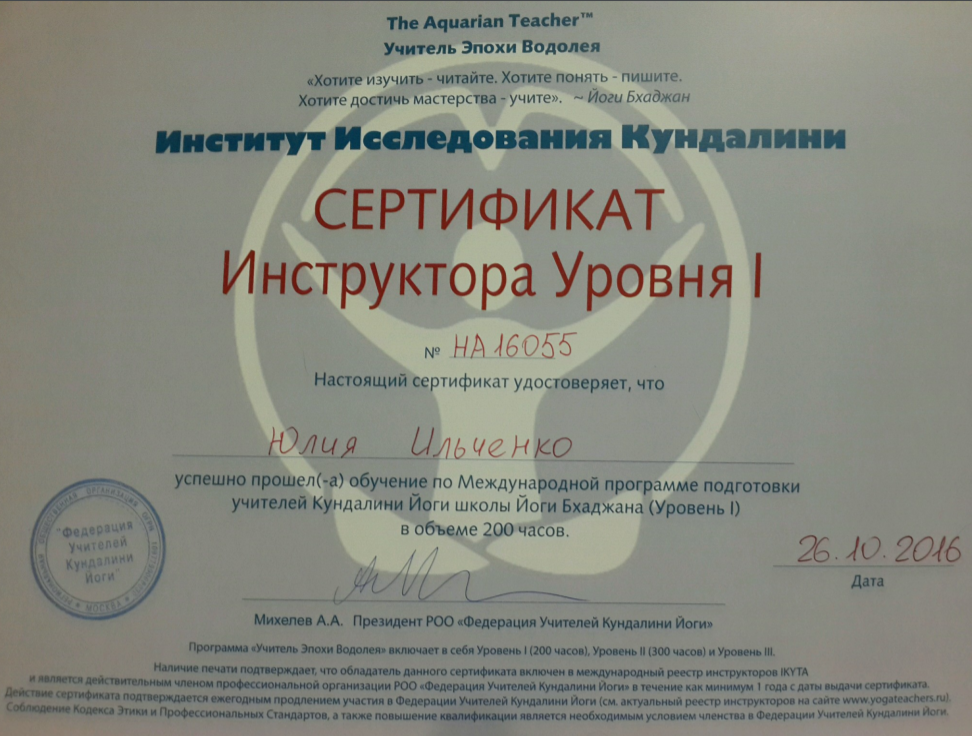 The Aquarian Teacher™
Учитель Эпохи Водолея
«Хотите изучить - читайте. Хотите понять - пишите.
Хотите достичь мастерства - учите». ~ Йоги Бхаджан
Институт Исследования Кундалини
СЕРТИФИКАТ
Инструктора Уровня I
№ НА16055
Настоящий сертификат удостоверяет, что
Юлия Ильченко
успешно прошел(-а) обучение по Международной программе подготовки
учителей Кундалини Йоги школы Йоги Бхаджана (Уровень I)
в объеме 200 часов.
"Федерация
Учителей
Кундалини
Йоги"
МОСКВА
26.10.2016
Дата
Михелев А.А. Президент РОО «Федерация Учителей Кундалини Йоги»
Программа «Учитель Эпохи Водолея» включает в себя Уровень I (200 часов), Уровень II (300 часов) и Уровень III.
Наличие печати подтверждает, что обладатель данного сертификата включен в международный реестр инструкторов IKYTA
и является действительным членом профессиональной организации РОО «Федерация Учителей Кундалини Йоги» в течение как минимум 1 года с даты выдачи сертификата.
Действие сертификата подтверждается ежегодным продлением участия в Федерации Учителей Кундалини Йоги (см. актуальный реестр инструкторов на сайте www.yogateachers.ru).
Соблюдение Кодекса Этики и Профессиональных Стандартов, а также повышение квалификации является необходимым условием членства в Федерации Учителей Кундалини Йоги.